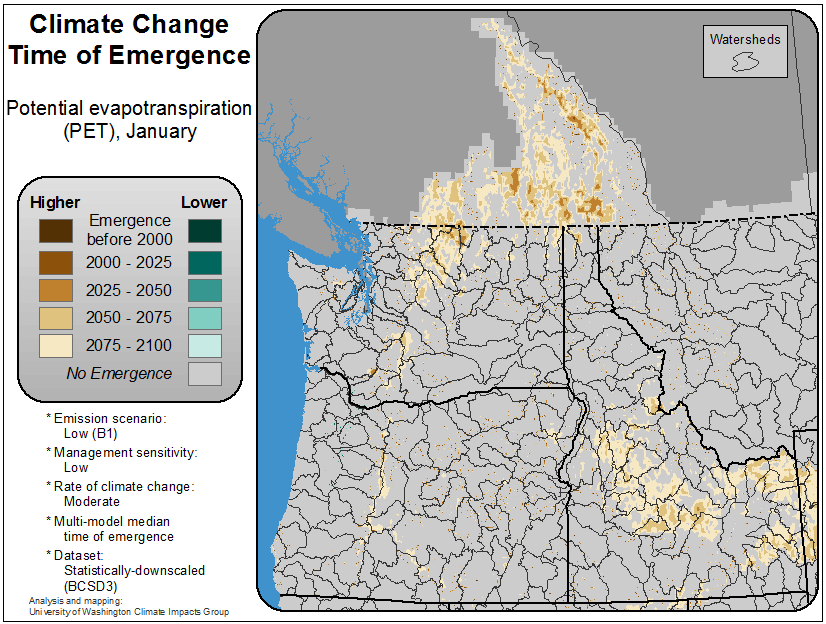 Climate Change
Time of Emergence
Potential evapotranspiration
(PET), January
Higher
Lower
Emergence
before 2000
2000 - 2025
2025 - 2050
2050 - 2075
2075 - 2100
No Emergence
* Emission scenario:
Low (B1)
* Management sensitivity:
Low
* Rate of climate change:
Moderate
* Multi-model median
time of emergence
* Dataset:
Statistically-downscaled
(BCSD3)
Analysis and mapping:
University of Washington Climate Impacts Group
Watersheds